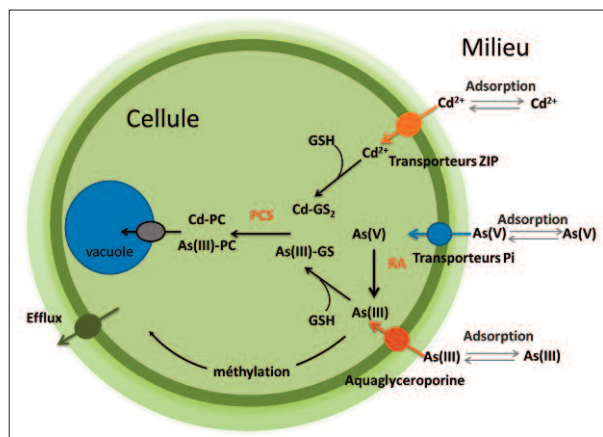 Milieu
Adsorption
Cd²⁺ Cd²⁺
Cellule
GSH
Cd²⁺
Transporteurs ZIP
Cd-GS₂
PCS
Cd-PC
As(III)-PC
As(III)-GS
vacuole
As(V)
Adsorption
As(V) As(V)
Transporteurs Pi
RA
As(III)
GSH
Efflux
Adsorption
As(III) As(III)
Aquaglyceroporine
méthylation